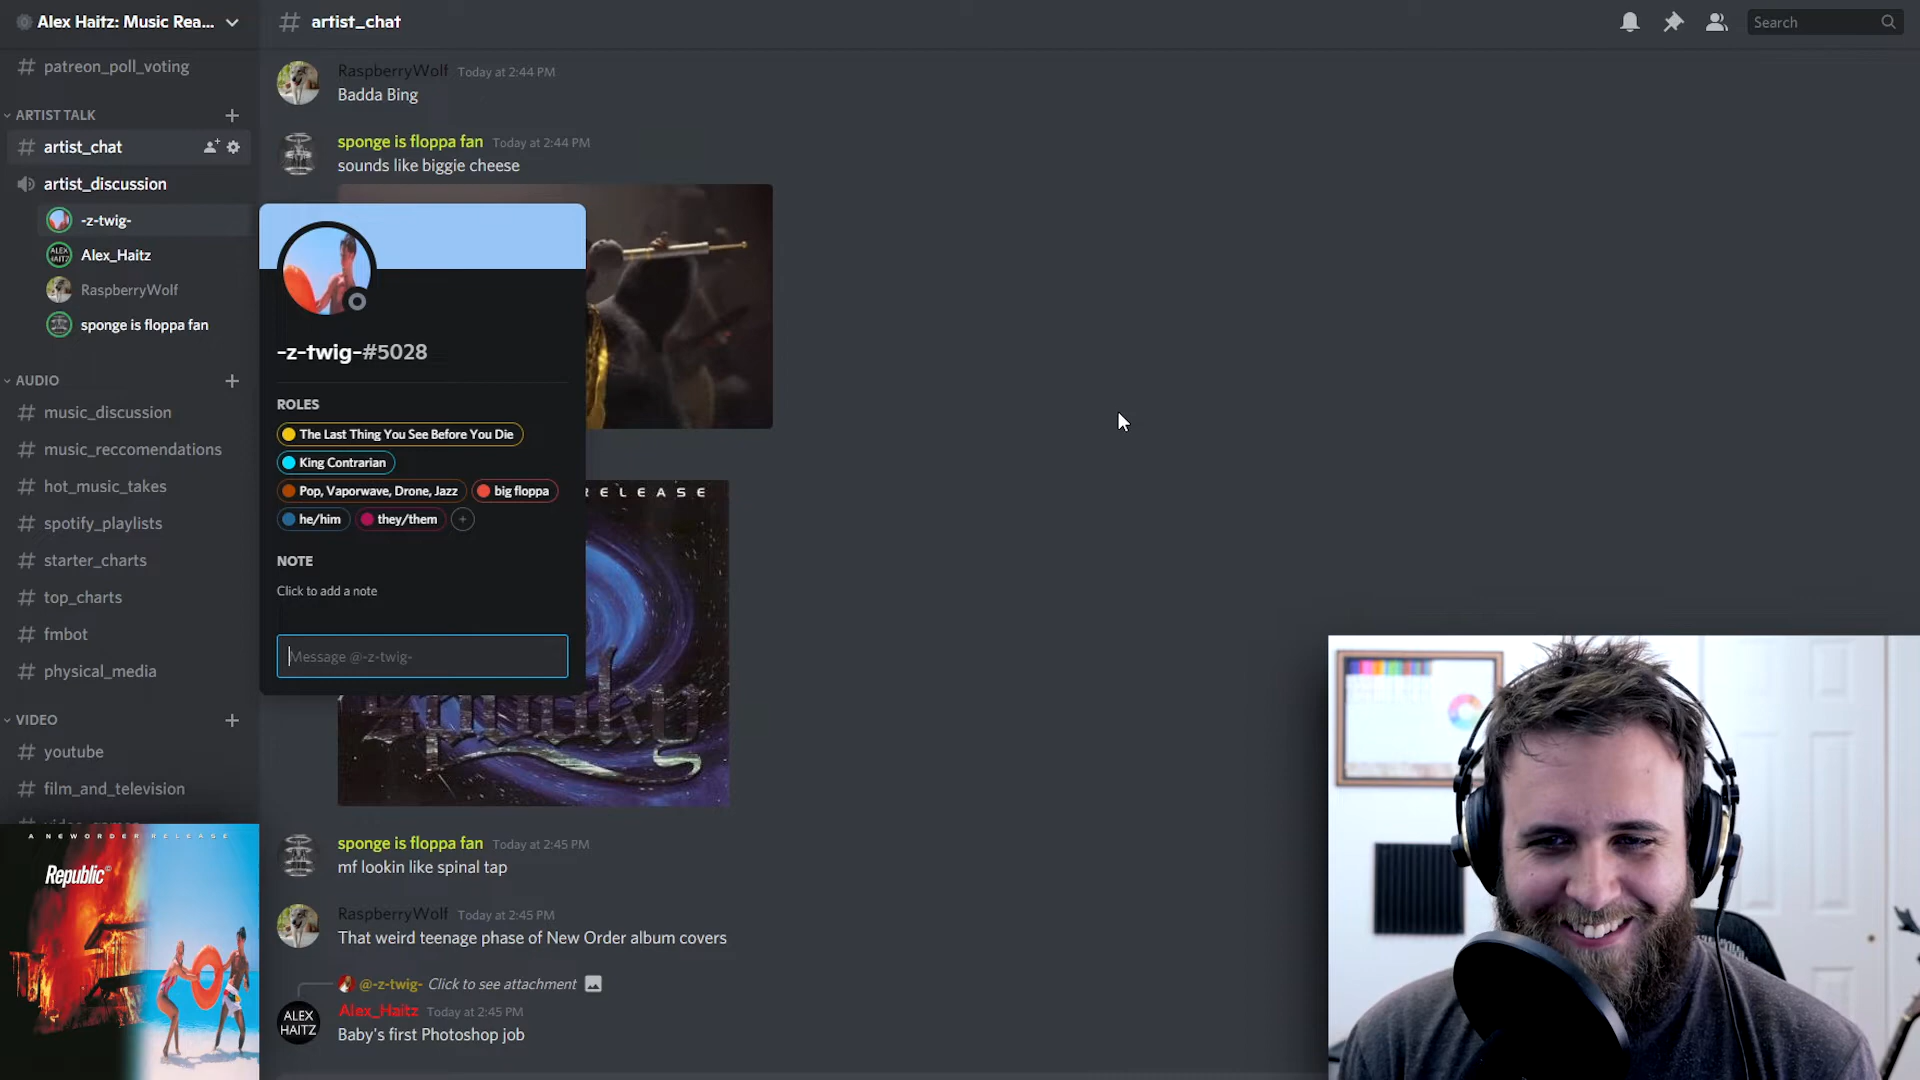 Alex Haitz: Music Rea...
# artist_chat
Search
# patreon_poll_voting
ARTIST TALK
# artist_chat
artist_discussion
-z-twig-
Alex_Haitz
RaspberryWolf
sponge is floppa fan
AUDIO
# music_discussion
# music_reccomendations
# hot_music_takes
# spotify_playlists
# starter_charts
# top_charts
# fmbot
# physical_media
VIDEO
# youtube
# film_and_television
A NEW ORDER RELEASE
Republic©
RaspberryWolf Today at 2:44 PM
Badda Bing
sponge is floppa fan Today at 2:44 PM
sounds like biggie cheese
-z-twig-#5028
ROLES
The Last Thing You See Before You Die
King Contrarian
Pop, Vaporwave, Drone, Jazz big floppa
he/him they/them
NOTE
Click to add a note
Message @-z-twig-
RELEASE
Spooky
sponge is floppa fan Today at 2:45 PM
mf lookin like spinal tap
RaspberryWolf Today at 2:45 PM
That weird teenage phase of New Order album covers
@-z-twig- Click to see attachment
ALEX HAITZ
Alex_Haitz Today at 2:45 PM
Baby's first Photoshop job